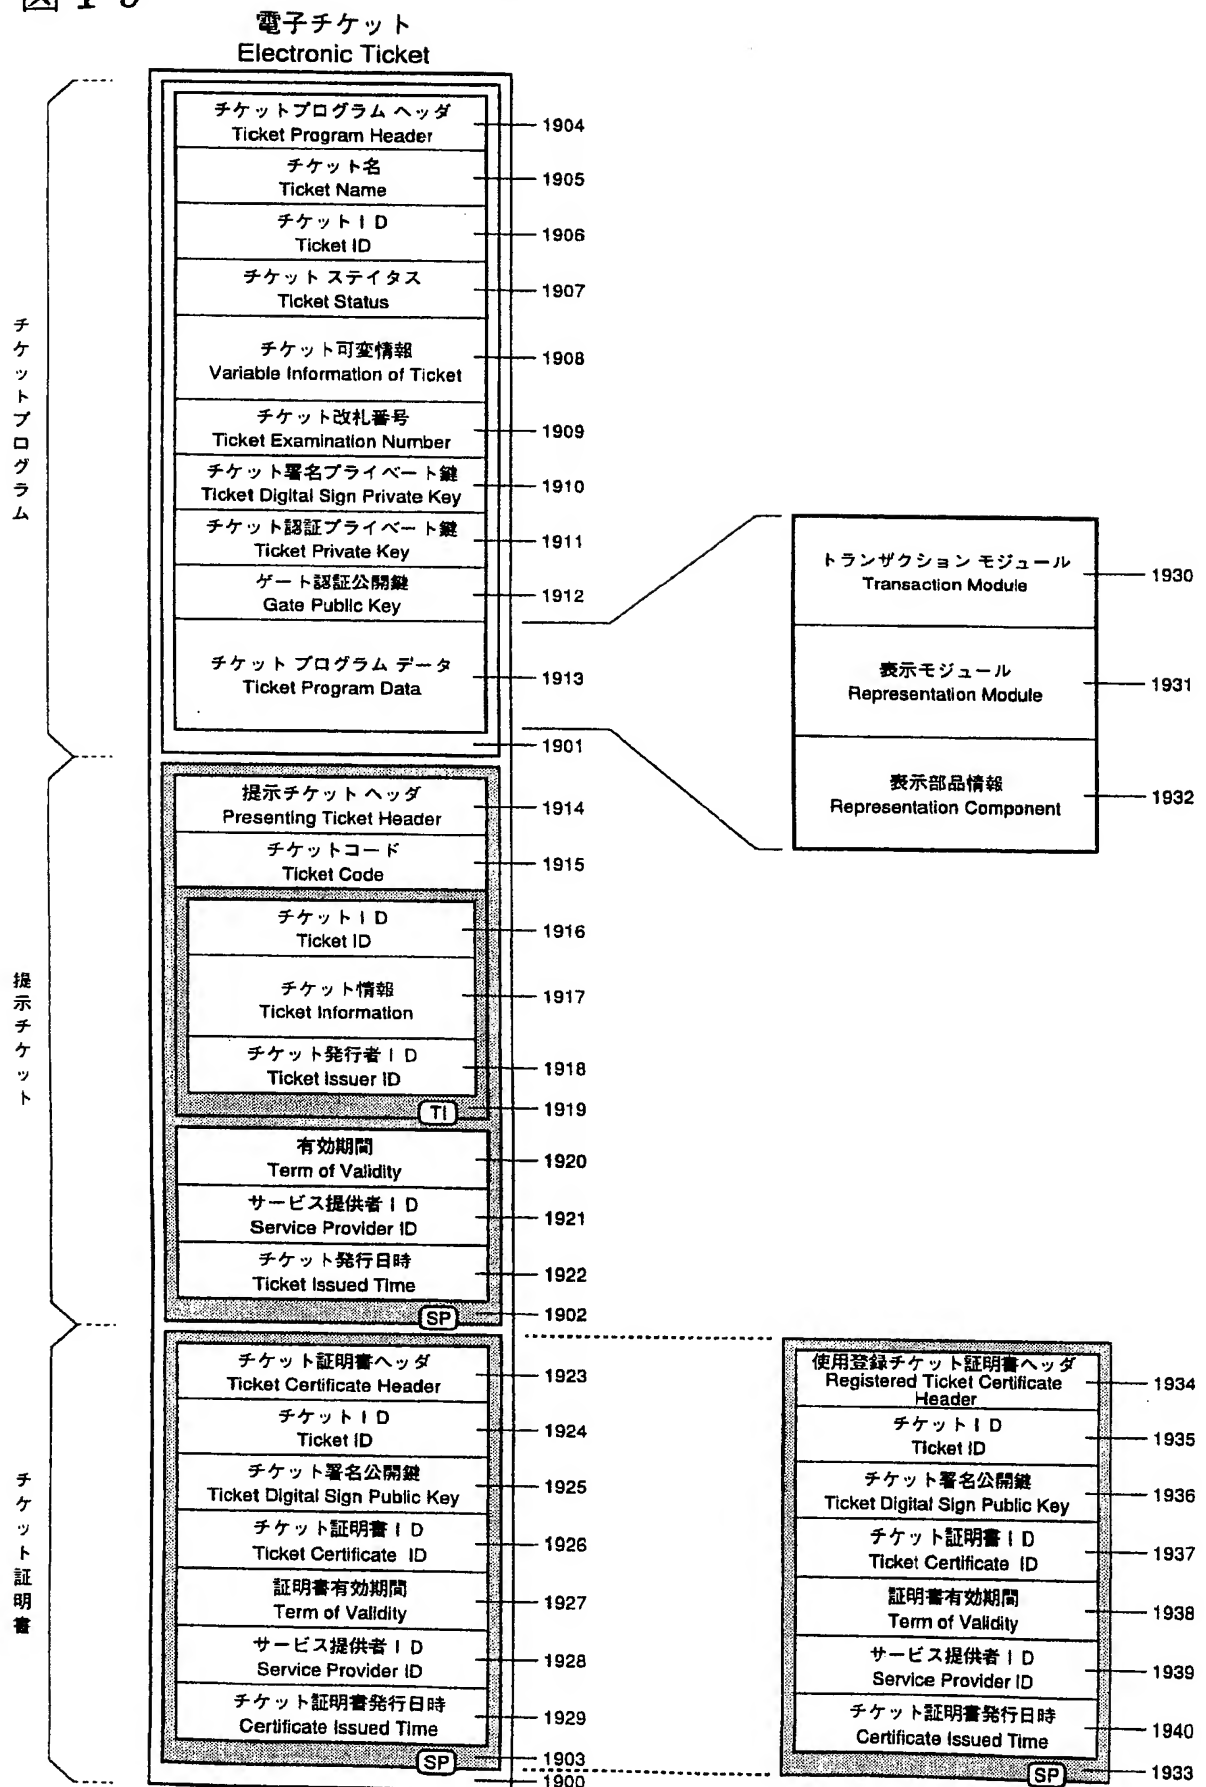 図19
電子チケット
Electronic Ticket
チケットプログラム
チケットプログラム ヘッダ
Ticket Program Header
1904
チケット名
Ticket Name
1905
チケットID
Ticket ID
1906
チケット ステイタス
Ticket Status
1907
チケット可変情報
Variable Information of Ticket
1908
チケット改札番号
Ticket Examination Number
1909
チケット署名プライベート鍵
Ticket Digital Sign Private Key
1910
チケット認証プライベート鍵
Ticket Private Key
1911
ゲート認証公開鍵
Gate Public Key
1912
チケット プログラム データ
Ticket Program Data
1913
1901
トランザクション モジュール
Transaction Module
1930
表示モジュール
Representation Module
1931
表示部品情報
Representation Component
1932
提示チケット
提示チケット ヘッダ
Presenting Ticket Header
1914
チケットコード
Ticket Code
1915
チケットID
Ticket ID
1916
チケット情報
Ticket Information
1917
チケット発行者ID
Ticket Issuer ID
1918
TI
1919
有効期間
Term of Validity
1920
サービス提供者ID
Service Provider ID
1921
チケット発行日時
Ticket Issued Time
1922
SP
1902
チケット証明書
チケット証明書ヘッダ
Ticket Certificate Header
1923
チケットID
Ticket ID
1924
チケット署名公開鍵
Ticket Digital Sign Public Key
1925
チケット証明書ID
Ticket Certificate ID
1926
証明書有効期間
Term of Validity
1927
サービス提供者ID
Service Provider ID
1928
チケット証明書発行日時
Certificate Issued Time
1929
SP
1903
1900
使用登録チケット証明書ヘッダ
Registered Ticket Certificate
Header
1934
チケットID
Ticket ID
1935
チケット署名公開鍵
Ticket Digital Sign Public Key
1936
チケット証明書ID
Ticket Certificate ID
1937
証明書有効期間
Term of Validity
1938
サービス提供者ID
Service Provider ID
1939
チケット証明書発行日時
Certificate Issued Time
1940
SP
1933